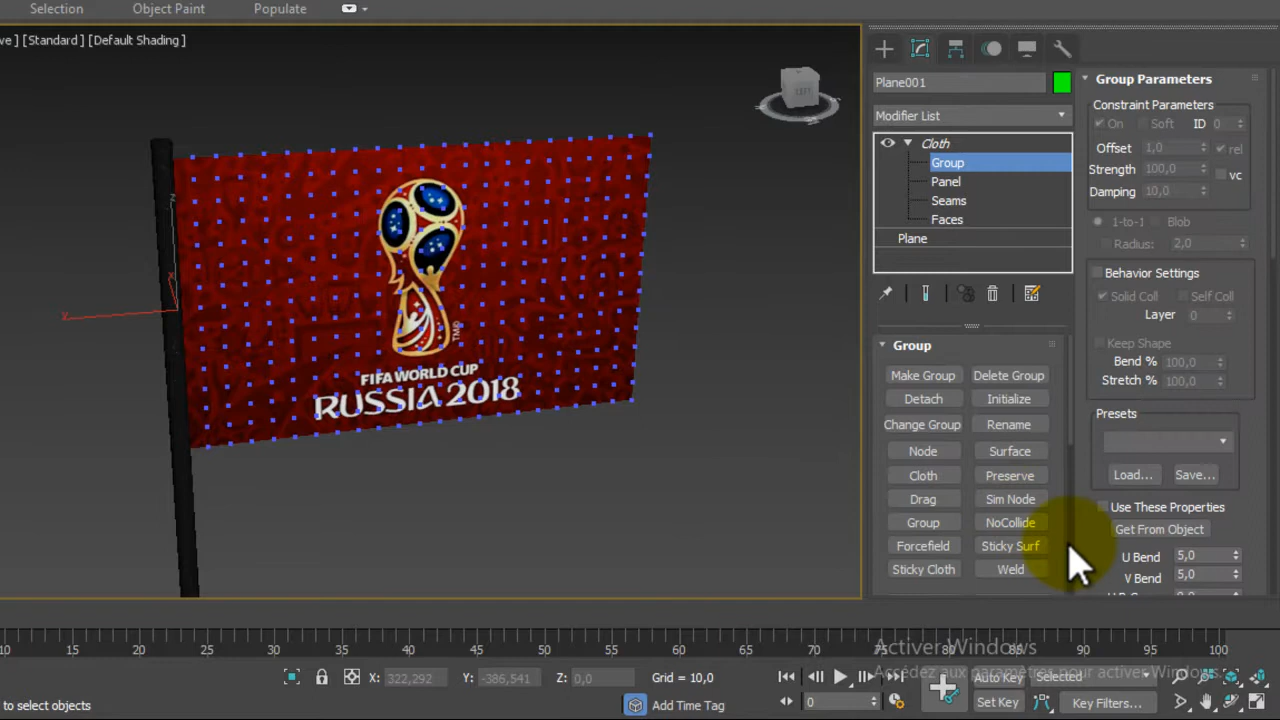 Selection Object Paint Populate
ve ] [Standard ] [Default Shading ]
LEFT
z
x
y
FIFA WORLD CUP
RUSSIA 2018
TM©
Plane001
Modifier List
Cloth
Group
Panel
Seams
Faces
Plane
Group
Make Group Delete Group
Detach Initialize
Change Group Rename
Node Surface
Cloth Preserve
Drag Sim Node
Group NoCollide
Forcefield Sticky Surf
Sticky Cloth Weld
Group Parameters
Constraint Parameters
On Soft ID 0
Offset 1,0 rel
Strength 100,0 vc
Damping 10,0
1-to-1 Blob
Radius: 2,0
Behavior Settings
Solid Coll Self Coll
Layer 0
Keep Shape
Bend % 100,0
Stretch % 100,0
Presets
Load... Save...
Use These Properties
Get From Object
U Bend 5,0
V Bend 5,0
10 15 20 25 30 35 40 45 50 55 60 65 70 75 80 85 90 95 100
Activer Windows
Accédez aux paramètres pour activer Windows.
X: 322,292 Y: -386,541 Z: 0,0 Grid = 10,0
Auto Key Selected
to select objects
Add Time Tag
0
Set Key Key Filters...